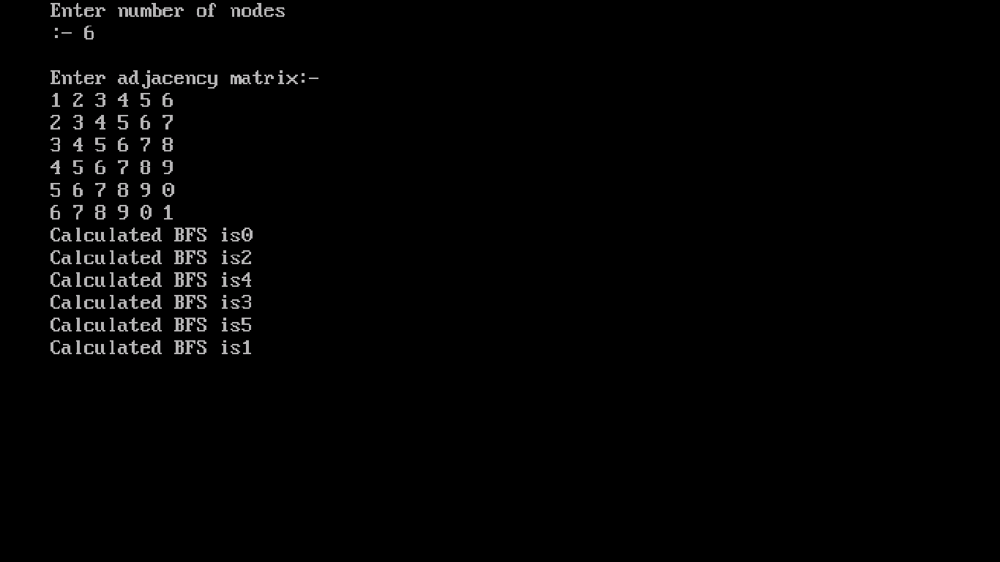 Enter number of nodes
:- 6
Enter adjacency matrix:-
1 2 3 4 5 6
2 3 4 5 6 7
3 4 5 6 7 8
4 5 6 7 8 9
5 6 7 8 9 0
6 7 8 9 0 1
Calculated BFS is0
Calculated BFS is2
Calculated BFS is4
Calculated BFS is3
Calculated BFS is5
Calculated BFS is1